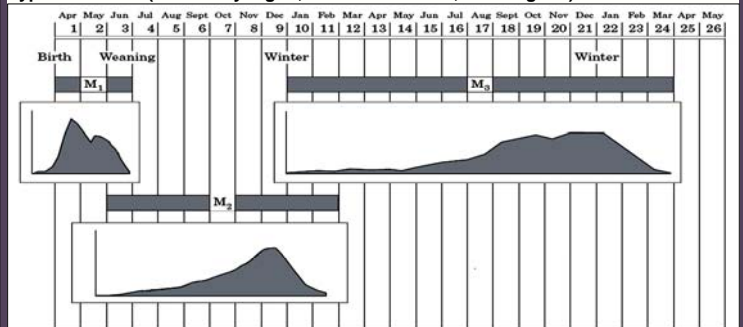 Apr May Jun Jul Aug Sept Oct Nov Dec Jan Feb Mar Apr May Jun Jul Aug Sept Oct Nov Dec Jan Feb Mar Apr May
1 2 3 4 5 6 7 8 9 10 11 12 13 14 15 16 17 18 19 20 21 22 23 24 25 26
Birth Weaning Winter Winter
M1 M3
M2